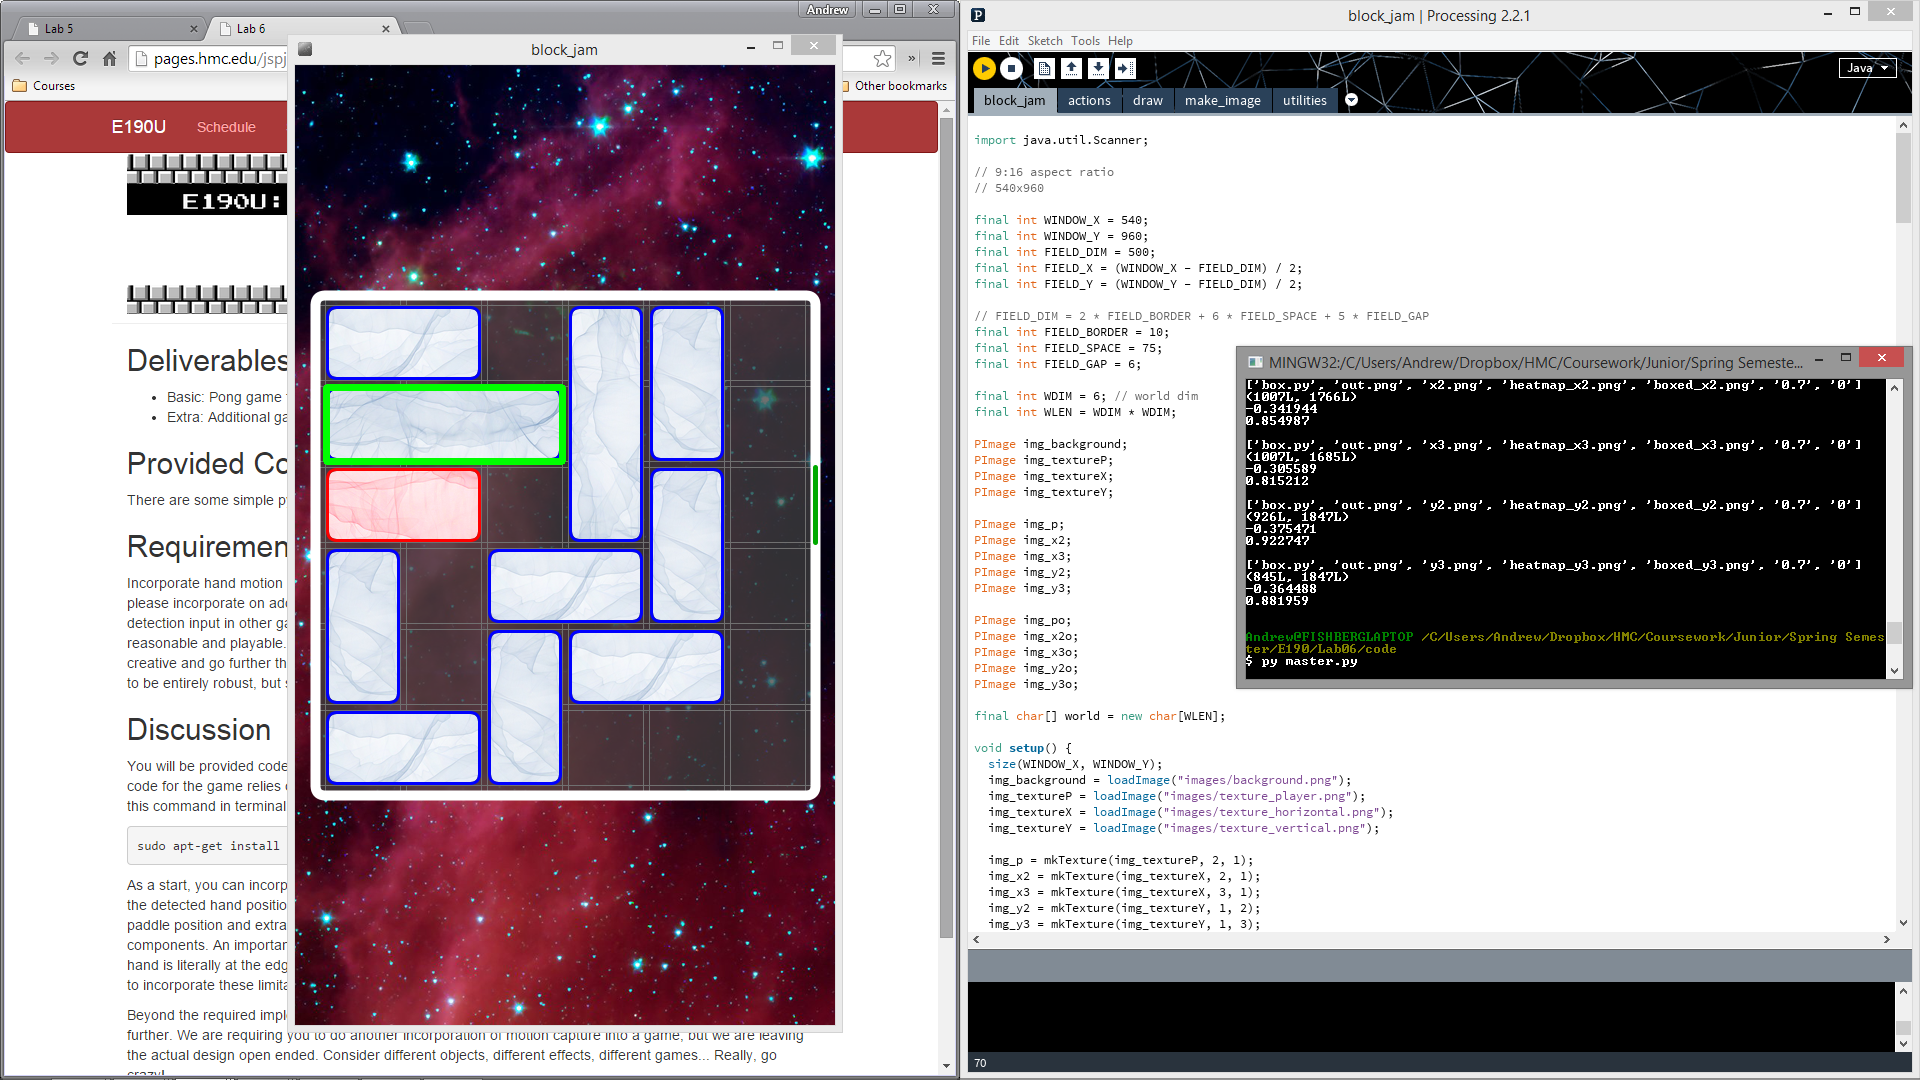 Andrew
Lab 5
Lab 6
pages.hmc.edu/jspj
Courses
Other bookmarks
E190U
Schedule
E190U:
Deliverables
Basic: Pong game
Extra: Additional ga
Provided Co
There are some simple p
Requiremen
Incorporate hand motion
please incorporate on ad
detection input in other ga
reasonable and playable.
creative and go further th
to be entirely robust, but
Discussion
You will be provided code
code for the game relies
this command in terminal
sudo apt-get install
As a start, you can incorp
the detected hand positio
paddle position and extra
components. An importan
hand is literally at the edg
to incorporate these limita
Beyond the required impl
further. We are requiring you to do another incorporation of motion capture into a game, but we are leaving
the actual design open ended. Consider different objects, different effects, different games... Really, go
crazy!
block_jam
block_jam | Processing 2.2.1
File Edit Sketch Tools Help
Java
block_jam actions draw make_image utilities
import java.util.Scanner;
// 9:16 aspect ratio
// 540x960
final int WINDOW_X = 540;
final int WINDOW_Y = 960;
final int FIELD_DIM = 500;
final int FIELD_X = (WINDOW_X - FIELD_DIM) / 2;
final int FIELD_Y = (WINDOW_Y - FIELD_DIM) / 2;
// FIELD_DIM = 2 * FIELD_BORDER + 6 * FIELD_SPACE + 5 * FIELD_GAP
final int FIELD_BORDER = 10;
final int FIELD_SPACE = 75;
final int FIELD_GAP = 6;
final int WDIM = 6; // world dim
final int WLEN = WDIM * WDIM;
PImage img_background;
PImage img_textureP;
PImage img_textureX;
PImage img_textureY;
PImage img_p;
PImage img_x2;
PImage img_x3;
PImage img_y2;
PImage img_y3;
PImage img_po;
PImage img_x2o;
PImage img_x3o;
PImage img_y2o;
PImage img_y3o;
final char[] world = new char[WLEN];
void setup() {
size(WINDOW_X, WINDOW_Y);
img_background = loadImage("images/background.png");
img_textureP = loadImage("images/texture_player.png");
img_textureX = loadImage("images/texture_horizontal.png");
img_textureY = loadImage("images/texture_vertical.png");
img_p = mkTexture(img_textureP, 2, 1);
img_x2 = mkTexture(img_textureX, 2, 1);
img_x3 = mkTexture(img_textureX, 3, 1);
img_y2 = mkTexture(img_textureY, 1, 2);
img_y3 = mkTexture(img_textureY, 1, 3);
70
MINGW32:/C/Users/Andrew/Dropbox/HMC/Coursework/Junior/Spring Semeste...
['box.py', 'out.png', 'x2.png', 'heatmap_x2.png', 'boxed_x2.png', '0.7', '0']
(1007L, 1766L)
-0.341944
0.854987
['box.py', 'out.png', 'x3.png', 'heatmap_x3.png', 'boxed_x3.png', '0.7', '0']
(1007L, 1685L)
-0.305589
0.815212
['box.py', 'out.png', 'y2.png', 'heatmap_y2.png', 'boxed_y2.png', '0.7', '0']
(926L, 1847L)
-0.375471
0.922747
['box.py', 'out.png', 'y3.png', 'heatmap_y3.png', 'boxed_y3.png', '0.7', '0']
(845L, 1847L)
-0.364488
0.881959
Andrew@FISHBERGLAPTOP /C/Users/Andrew/Dropbox/HMC/Coursework/Junior/Spring Semes
ter/E190/Lab06/code
$ py master.py